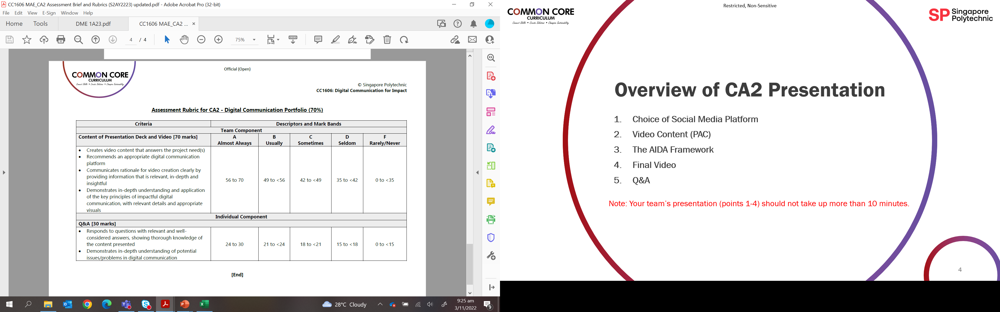 CC1606 MAE_CA2 Assessment Brief and Rubrics (S2AY2223) updated.pdf - Adobe Acrobat Pro (32-bit)
File Edit View E-Sign Window Help
Home Tools DME 1A23.pdf CC1606 MAE_CA2 ... ×
4 / 4 75%
COMMON CORE
CURRICULUM
Connect Skills • Create Solutions • Champion Sustainability
Official (Open)
© Singapore Polytechnic
CC1606: Digital Communication for Impact
Assessment Rubric for CA2 - Digital Communication Portfolio (70%)
Criteria Descriptors and Mark Bands
Team Component
Content of Presentation Deck and Video [70 marks] A B C D F
Almost Always Usually Sometimes Seldom Rarely/Never
• Creates video content that answers the project need(s)
• Recommends an appropriate digital communication
platform
• Communicates rationale for video creation clearly by
providing information that is relevant, in-depth and
insightful
• Demonstrates in-depth understanding and application
of the key principles of impactful digital
communication, with relevant details and appropriate
visuals
56 to 70 49 to <56 42 to <49 35 to <42 0 to <35
Individual Component
Q&A [30 marks]
• Responds to questions with relevant and well-
considered answers, showing thorough knowledge of
the content presented
• Demonstrates in-depth understanding of potential
issues/problems in digital communication
24 to 30 21 to <24 18 to <21 15 to <18 0 to <15
[End]
28°C Cloudy
9:25 am
3/11/2022
9
Restricted, Non-Sensitive
COMMON CORE
CURRICULUM
Connect Skills • Create Solutions • Champion Sustainability
SP Singapore
Polytechnic
Overview of CA2 Presentation
1. Choice of Social Media Platform
2. Video Content (PAC)
3. The AIDA Framework
4. Final Video
5. Q&A
Note: Your team's presentation (points 1-4) should not take up more than 10 minutes.
4